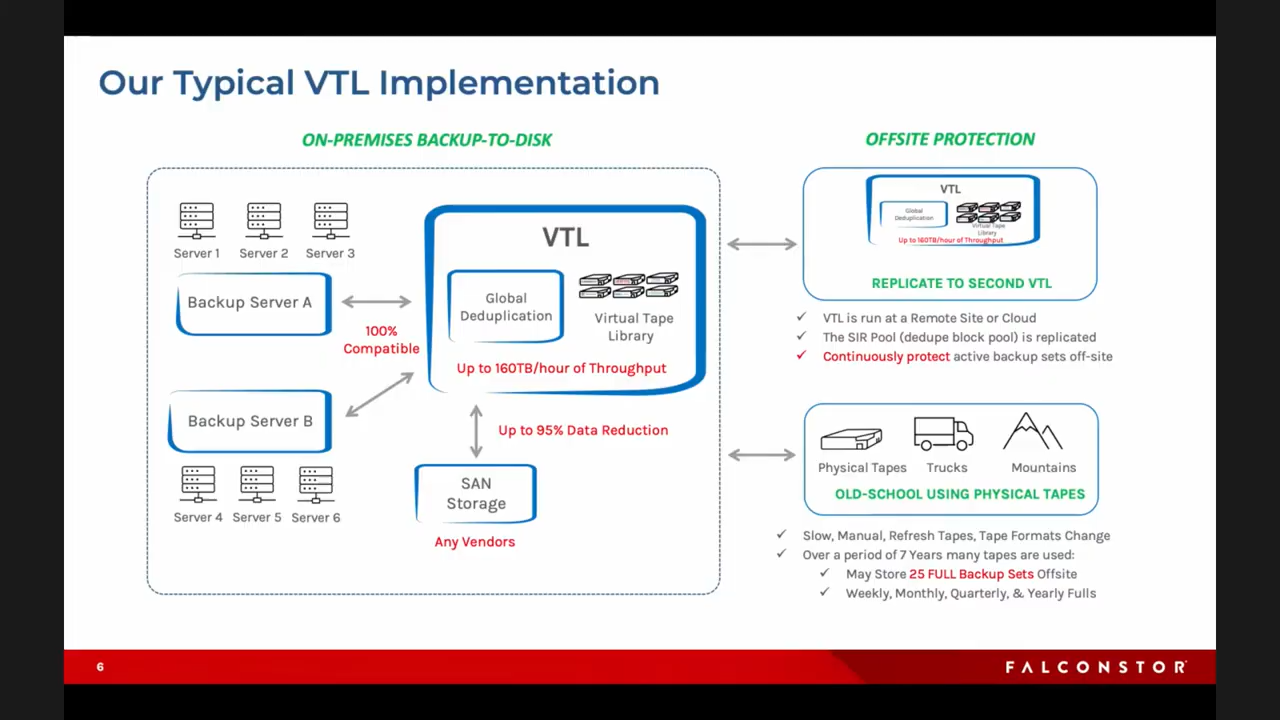 Our Typical VTL Implementation
ON-PREMISES BACKUP-TO-DISK
Server 1
Server 2
Server 3
Backup Server A
100%
Compatible
Backup Server B
Server 4
Server 5
Server 6
VTL
Global
Deduplication
Virtual Tape
Library
Up to 160TB/hour of Throughput
Up to 95% Data Reduction
SAN
Storage
Any Vendors
OFFSITE PROTECTION
VTL
Global
Deduplication
Virtual Tape
Library
Up to 160TB/hour of Throughput
REPLICATE TO SECOND VTL
✓ VTL is run at a Remote Site or Cloud
✓ The SIR Pool (dedupe block pool) is replicated
✓ Continuously protect active backup sets off-site
Physical Tapes
Trucks
Mountains
OLD-SCHOOL USING PHYSICAL TAPES
✓ Slow, Manual, Refresh Tapes, Tape Formats Change
✓ Over a period of 7 Years many tapes are used:
✓ May Store 25 FULL Backup Sets Offsite
✓ Weekly, Monthly, Quarterly, & Yearly Fulls
6
FALCONSTOR